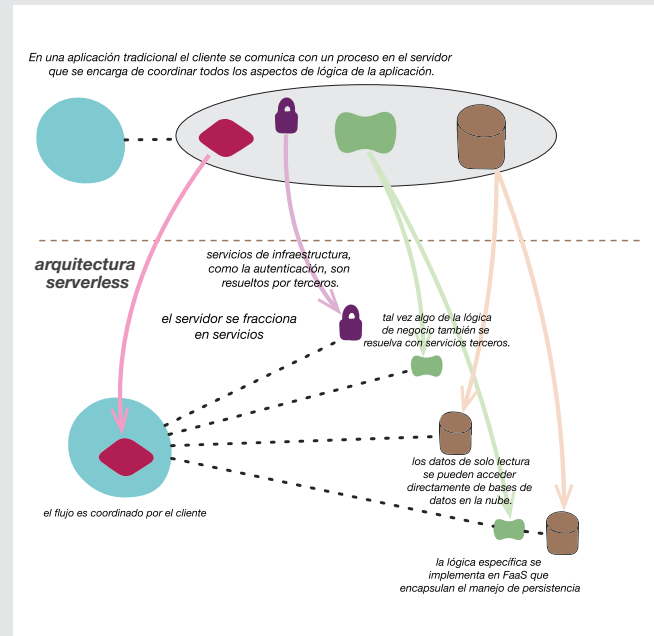 En una aplicación tradicional el cliente se comunica con un proceso en el servidor
que se encarga de coordinar todos los aspectos de lógica de la aplicación.
arquitectura
serverless
servicios de infraestructura,
como la autenticación, son
resueltos por terceros.
el servidor se fracciona
en servicios
tal vez algo de la lógica
de negocio también se
resuelva con servicios terceros.
los datos de solo lectura
se pueden acceder
directamente de bases de
datos en la nube.
el flujo es coordinado por el cliente
la lógica específica se
implementa en FaaS que
encapsulan el manejo de persistencia